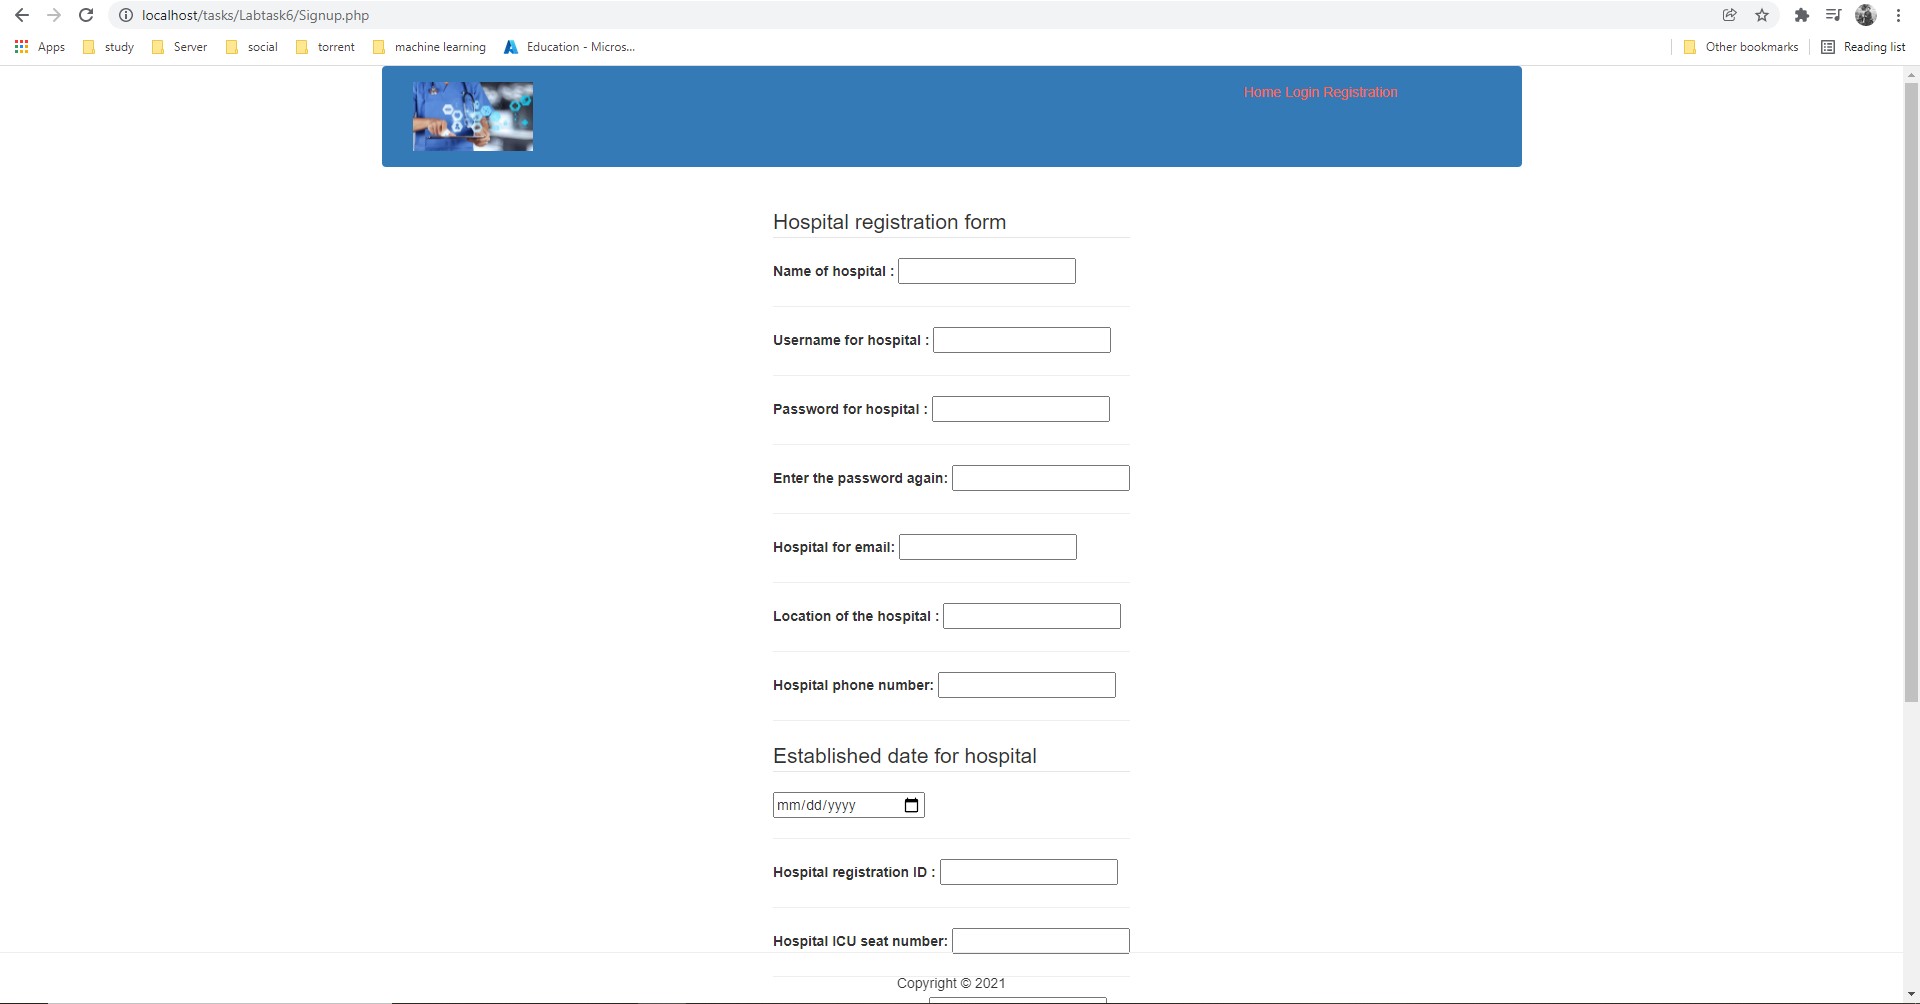 localhost/tasks/Labtask6/Signup.php
Apps study Server social torrent machine learning Education - Micros... Other bookmarks Reading list
Home Login Registration
Hospital registration form
Name of hospital :
Username for hospital :
Password for hospital :
Enter the password again:
Hospital for email:
Location of the hospital :
Hospital phone number:
Established date for hospital
mm/dd/yyyy
Hospital registration ID :
Hospital ICU seat number:
Copyright © 2021